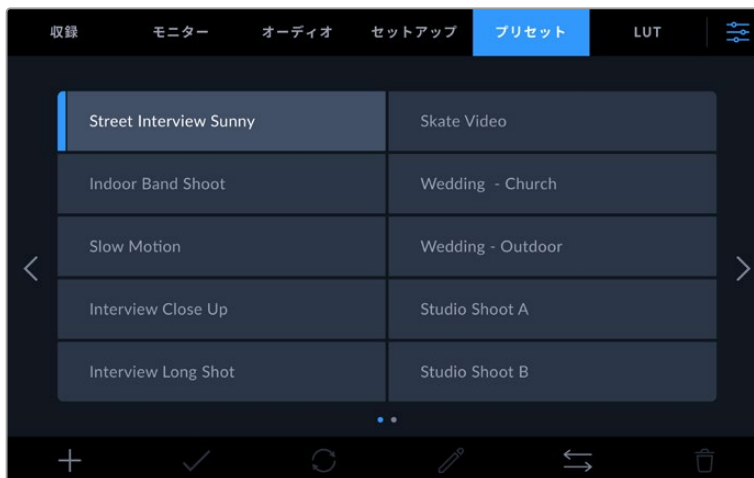 収録 モニター オーディオ セットアップ プリセット LUT
Street Interview Sunny Skate Video
Indoor Band Shoot Wedding - Church
Slow Motion Wedding - Outdoor
Interview Close Up Studio Shoot A
Interview Long Shot Studio Shoot B